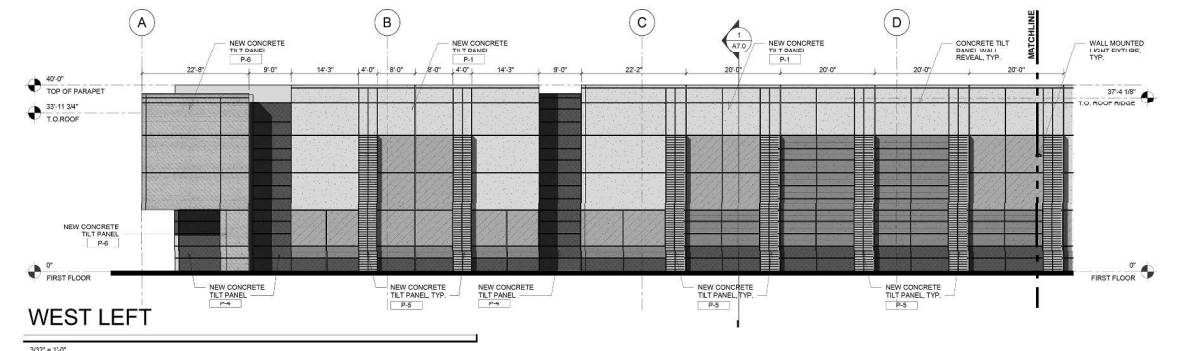 A
B
C
D
1
A7.0
MATCHLINE
NEW CONCRETE
TILT PANEL
P-6
NEW CONCRETE
TILT PANEL
P-1
NEW CONCRETE
TILT PANEL
P-1
CONCRETE TILT
PANEL WALL
REVEAL, TYP.
WALL MOUNTED
LIGHT FIXTURE,
TYP.
22'-8"
9'-0"
14'-3"
4'-0"
8'-0"
8'-0"
4'-0"
14'-3"
9'-0"
22'-2"
20'-0"
20'-0"
20'-0"
20'-0"
40'-0"
TOP OF PARAPET
33'-11 3/4"
T.O.ROOF
37'-4 1/8"
T.O. ROOF RIDGE
NEW CONCRETE
TILT PANEL
P-6
0"
FIRST FLOOR
0"
FIRST FLOOR
NEW CONCRETE
TILT PANEL
P-4
NEW CONCRETE
TILT PANEL, TYP.
P-5
NEW CONCRETE
TILT PANEL
P-4
NEW CONCRETE
TILT PANEL, TYP.
P-5
NEW CONCRETE
TILT PANEL, TYP.
P-5
WEST LEFT
3/32" = 1'-0"